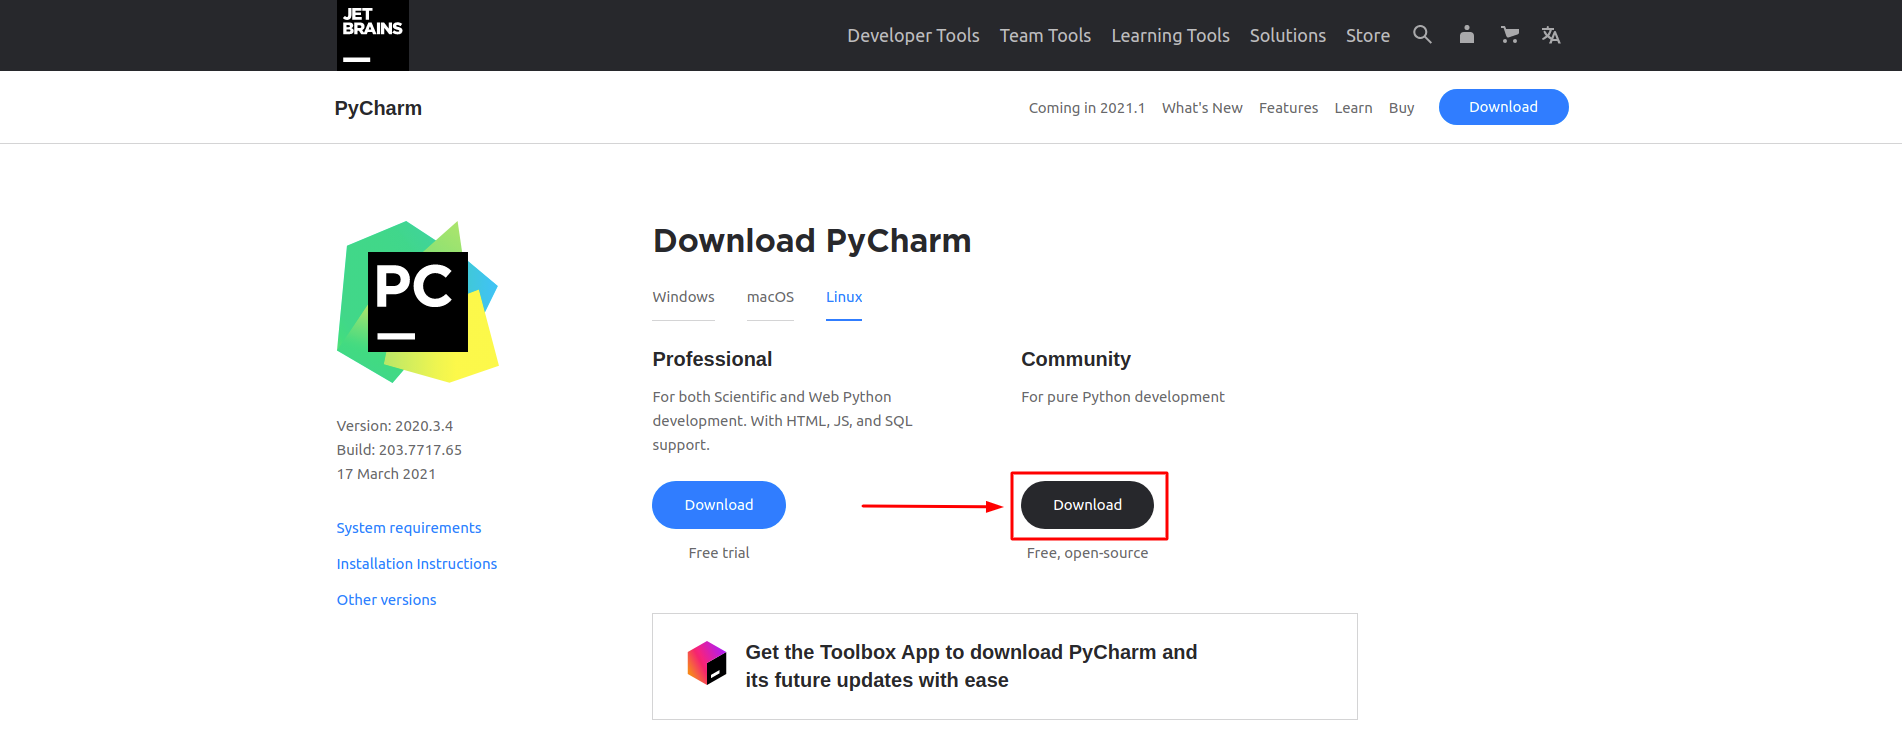 JET
BRAINS
Developer Tools Team Tools Learning Tools Solutions Store
PyCharm
Coming in 2021.1 What's New Features Learn Buy Download
PC
Version: 2020.3.4
Build: 203.7717.65
17 March 2021
System requirements
Installation Instructions
Other versions
Download PyCharm
Windows macOS Linux
Professional
For both Scientific and Web Python
development. With HTML, JS, and SQL
support.
Download
Free trial
Community
For pure Python development
Download
Free, open-source
Get the Toolbox App to download PyCharm and
its future updates with ease